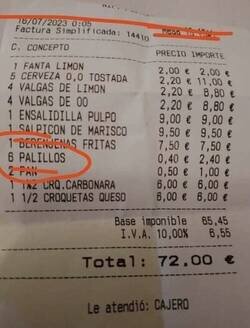 16/07/2023 0:05
Factura Simplificada: 14410
C. CONCEPTO PRECIO IMPORTE
1 FANTA LIMON 2,00 € 2,00 €
5 CERVEZA 0,0 TOSTADA 2,20 € 11,00 €
4 VALGAS DE LIMON 2,20 € 8,80 €
4 VALGAS DE OO 2,20 € 8,80 €
1 ENSALIDILLA PULPO 9,00 € 9,00 €
1 SALPICON DE MARISCO 9,50 € 9,50 €
1 BERENJENAS FRITAS 7,50 € 7,50 €
6 PALILLOS 0,40 € 2,40 €
2 PAN 0,20 € 0,40 €
1 1/2 CRQ.CARBONARA 6,00 € 6,00 €
1 1/2 CROQUETAS QUESO 6,00 € 6,00 €
Base imponible 65,45
I.V.A. 10,00% 6,55
Total: 72,00 €
Le atendió: CAJERO